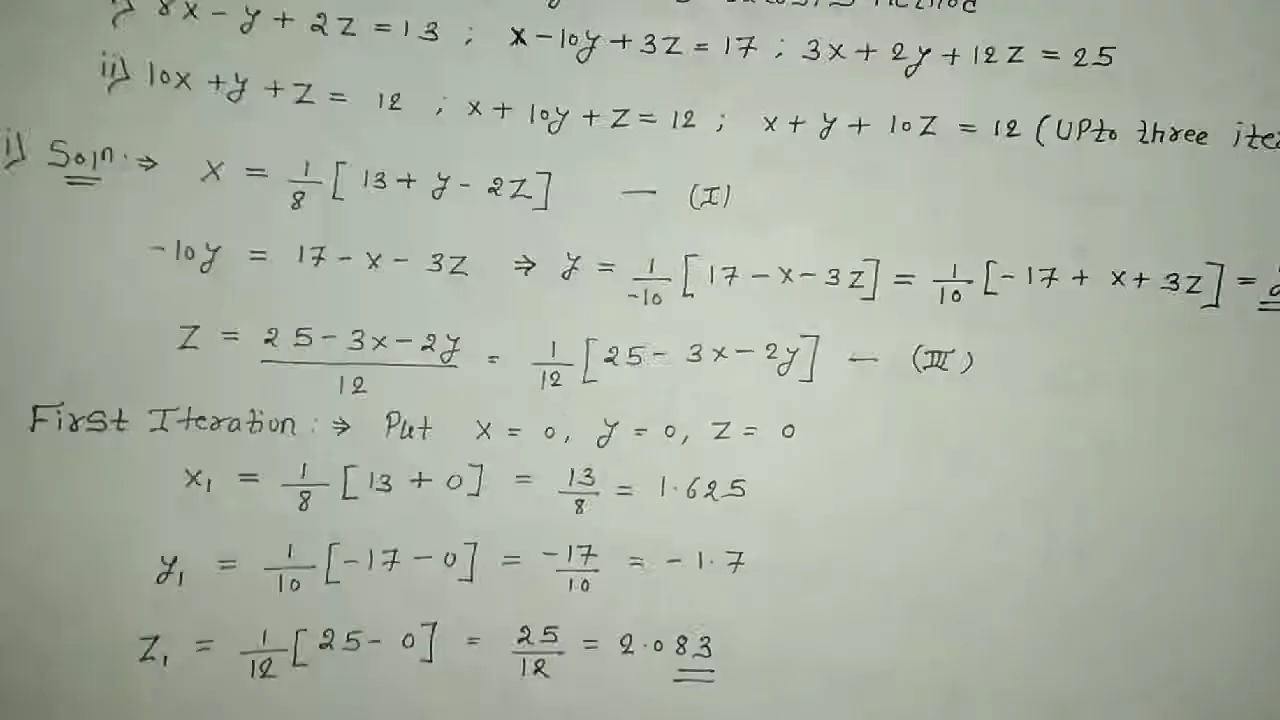 i) 8x - y + 2z = 13 ; x - 10y + 3z = 17 ; 3x + 2y + 12z = 25
ii) 10x + y + z = 12 ; x + 10y + z = 12 ; x + y + 10z = 12 (Upto three ite
i) Soln. ⇒ x = 1/8 [13 + y - 2z] — (I)
-10y = 17 - x - 3z ⇒ y = 1/-10 [17 - x - 3z] = 1/10 [-17 + x + 3z] =
z = 25 - 3x - 2y / 12 = 1/12 [25 - 3x - 2y] — (III)
First Iteration : ⇒ Put x = 0, y = 0, z = 0
x₁ = 1/8 [13 + 0] = 13/8 = 1.625
y₁ = 1/10 [-17 - 0] = -17/10 = -1.7
z₁ = 1/12 [25 - 0] = 25/12 = 2.083